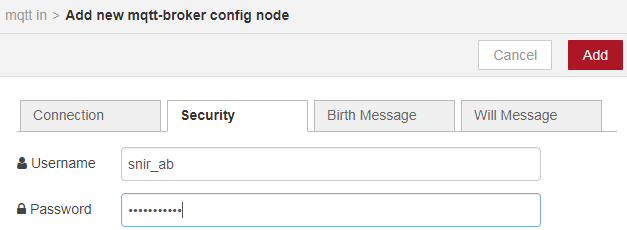 mqtt in > Add new mqtt-broker config node
Cancel Add
Connection Security Birth Message Will Message
Username snir_ab
Password •••••••••••